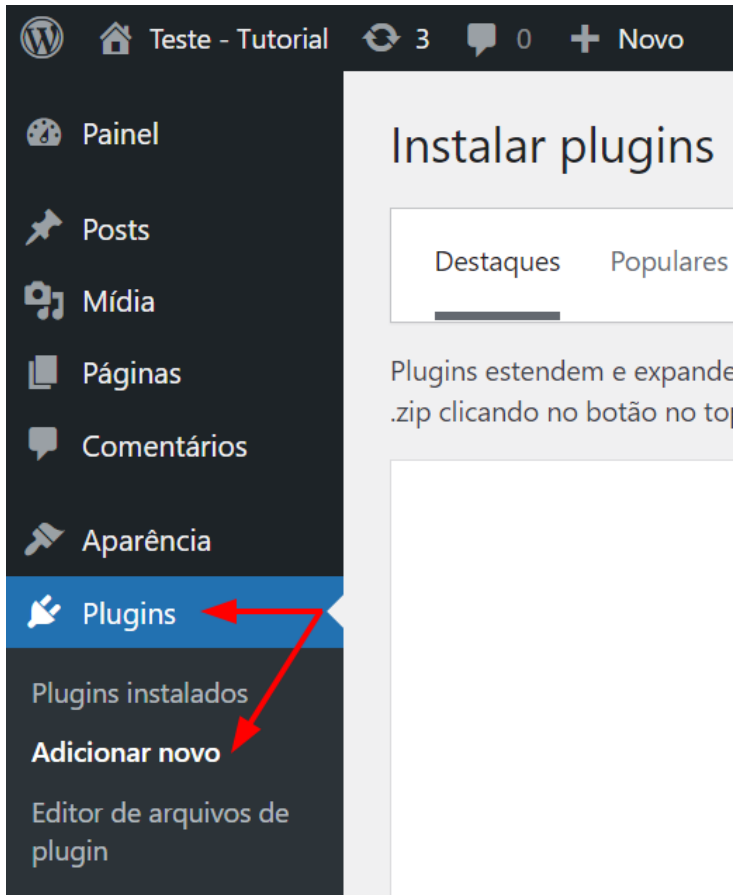 Teste - Tutorial 3 0 + Novo
Painel
Posts
Mídia
Páginas
Comentários
Aparência
Plugins
Plugins instalados
Adicionar novo
Editor de arquivos de
plugin
Instalar plugins
Destaques Populares
Plugins estendem e expande
.zip clicando no botão no to